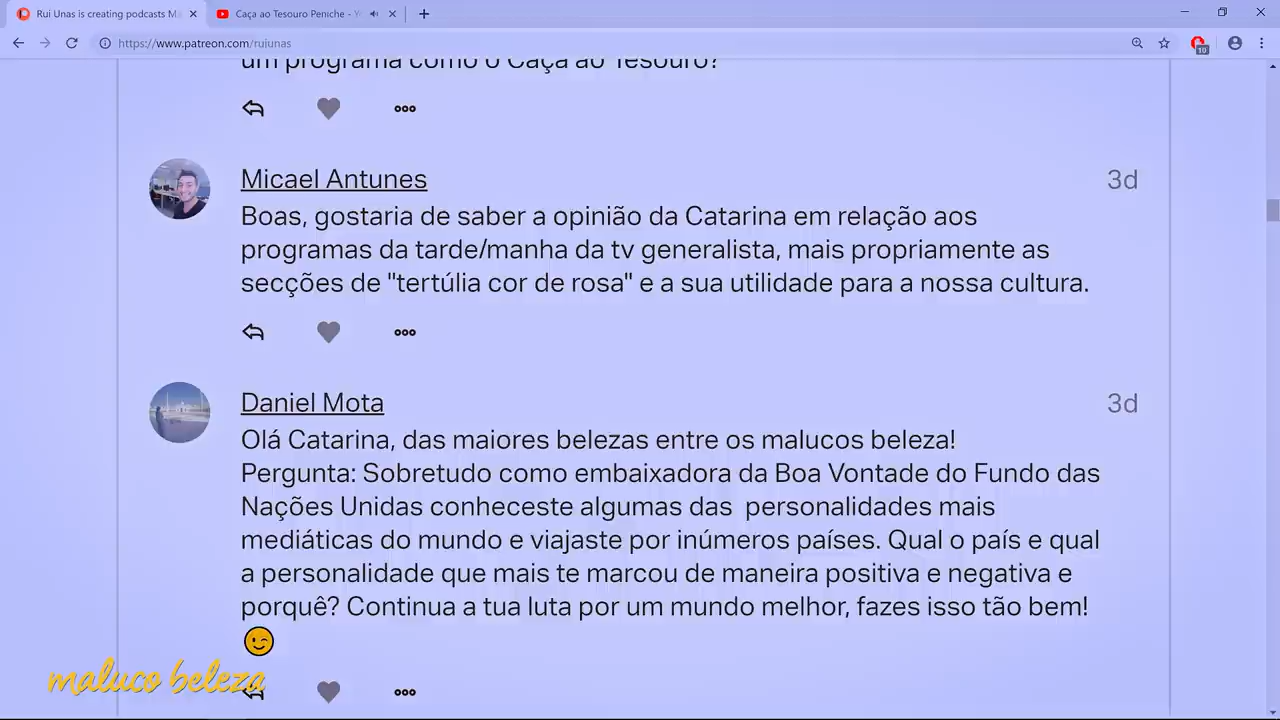 Rui Unas is creating podcasts M
Caça ao Tesouro Peniche - Y
https://www.patreon.com/ruiunas
10
um programa como o Caça ao Tesouro?
Micael Antunes
3d
Boas, gostaria de saber a opinião da Catarina em relação aos
programas da tarde/manha da tv generalista, mais propriamente as
secções de "tertúlia cor de rosa" e a sua utilidade para a nossa cultura.
Daniel Mota
3d
Olá Catarina, das maiores belezas entre os malucos beleza!
Pergunta: Sobretudo como embaixadora da Boa Vontade do Fundo das
Nações Unidas conheceste algumas das  personalidades mais
mediáticas do mundo e viajaste por inúmeros países. Qual o país e qual
a personalidade que mais te marcou de maneira positiva e negativa e
porquê? Continua a tua luta por um mundo melhor, fazes isso tão bem!
maluco beleza